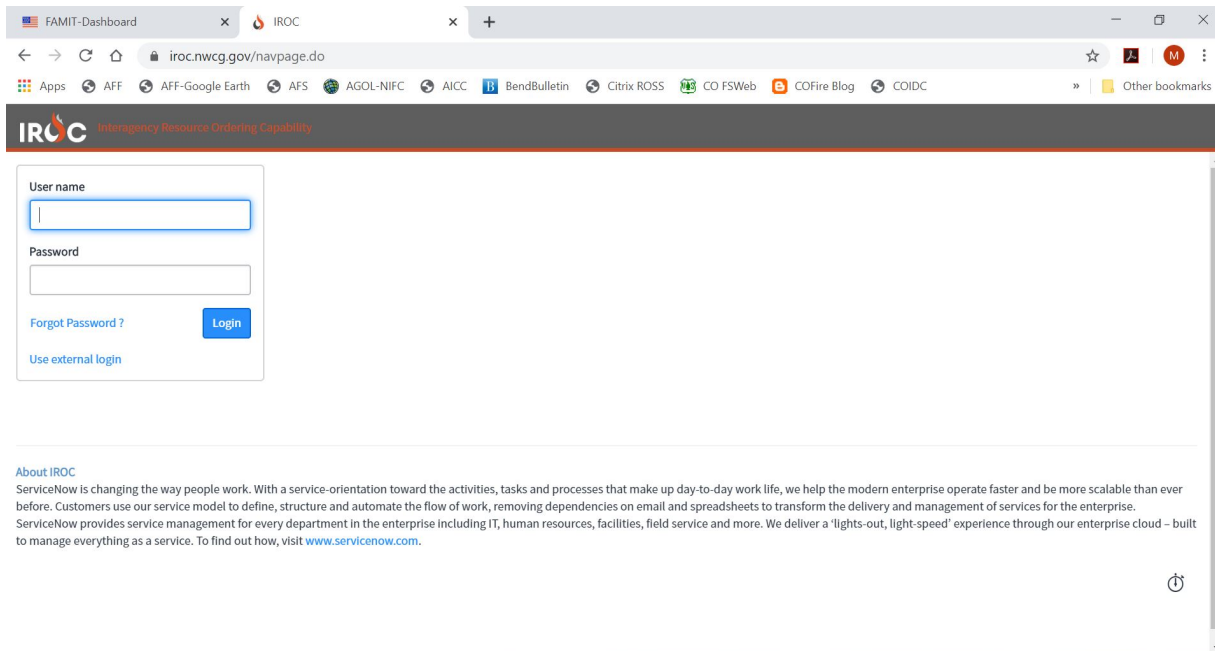 FAMIT-Dashboard IROC
iroc.nwcg.gov/navpage.do M
Apps AFF AFF-Google Earth AFS AGOL-NIFC AICC B BendBulletin Citrix ROSS CO FSWeb COFire Blog COIDC » Other bookmarks
IROC Interagency Resource Ordering Capability
User name
Password
Forgot Password ? Login
Use external login
About IROC
ServiceNow is changing the way people work. With a service-orientation toward the activities, tasks and processes that make up day-to-day work life, we help the modern enterprise operate faster and be more scalable than ever
before. Customers use our service model to define, structure and automate the flow of work, removing dependencies on email and spreadsheets to transform the delivery and management of services for the enterprise.
ServiceNow provides service management for every department in the enterprise including IT, human resources, facilities, field service and more. We deliver a ‘lights-out, light-speed’ experience through our enterprise cloud – built
to manage everything as a service. To find out how, visit www.servicenow.com.